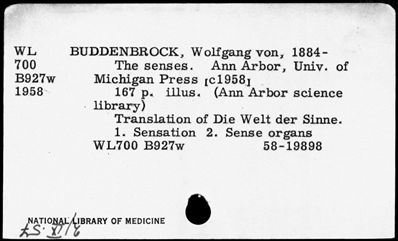 WL BUDDENBROCK, Wolfgang von, 1884-
700 The senses. Ann Arbor, Univ. of
B927w Michigan Press [c1958]
1958 167 p. illus. (Ann Arbor science
library)
Translation of Die Welt der Sinne.
1. Sensation 2. Sense organs
WL700 B927w 58-19898
NATIONAL LIBRARY OF MEDICINE